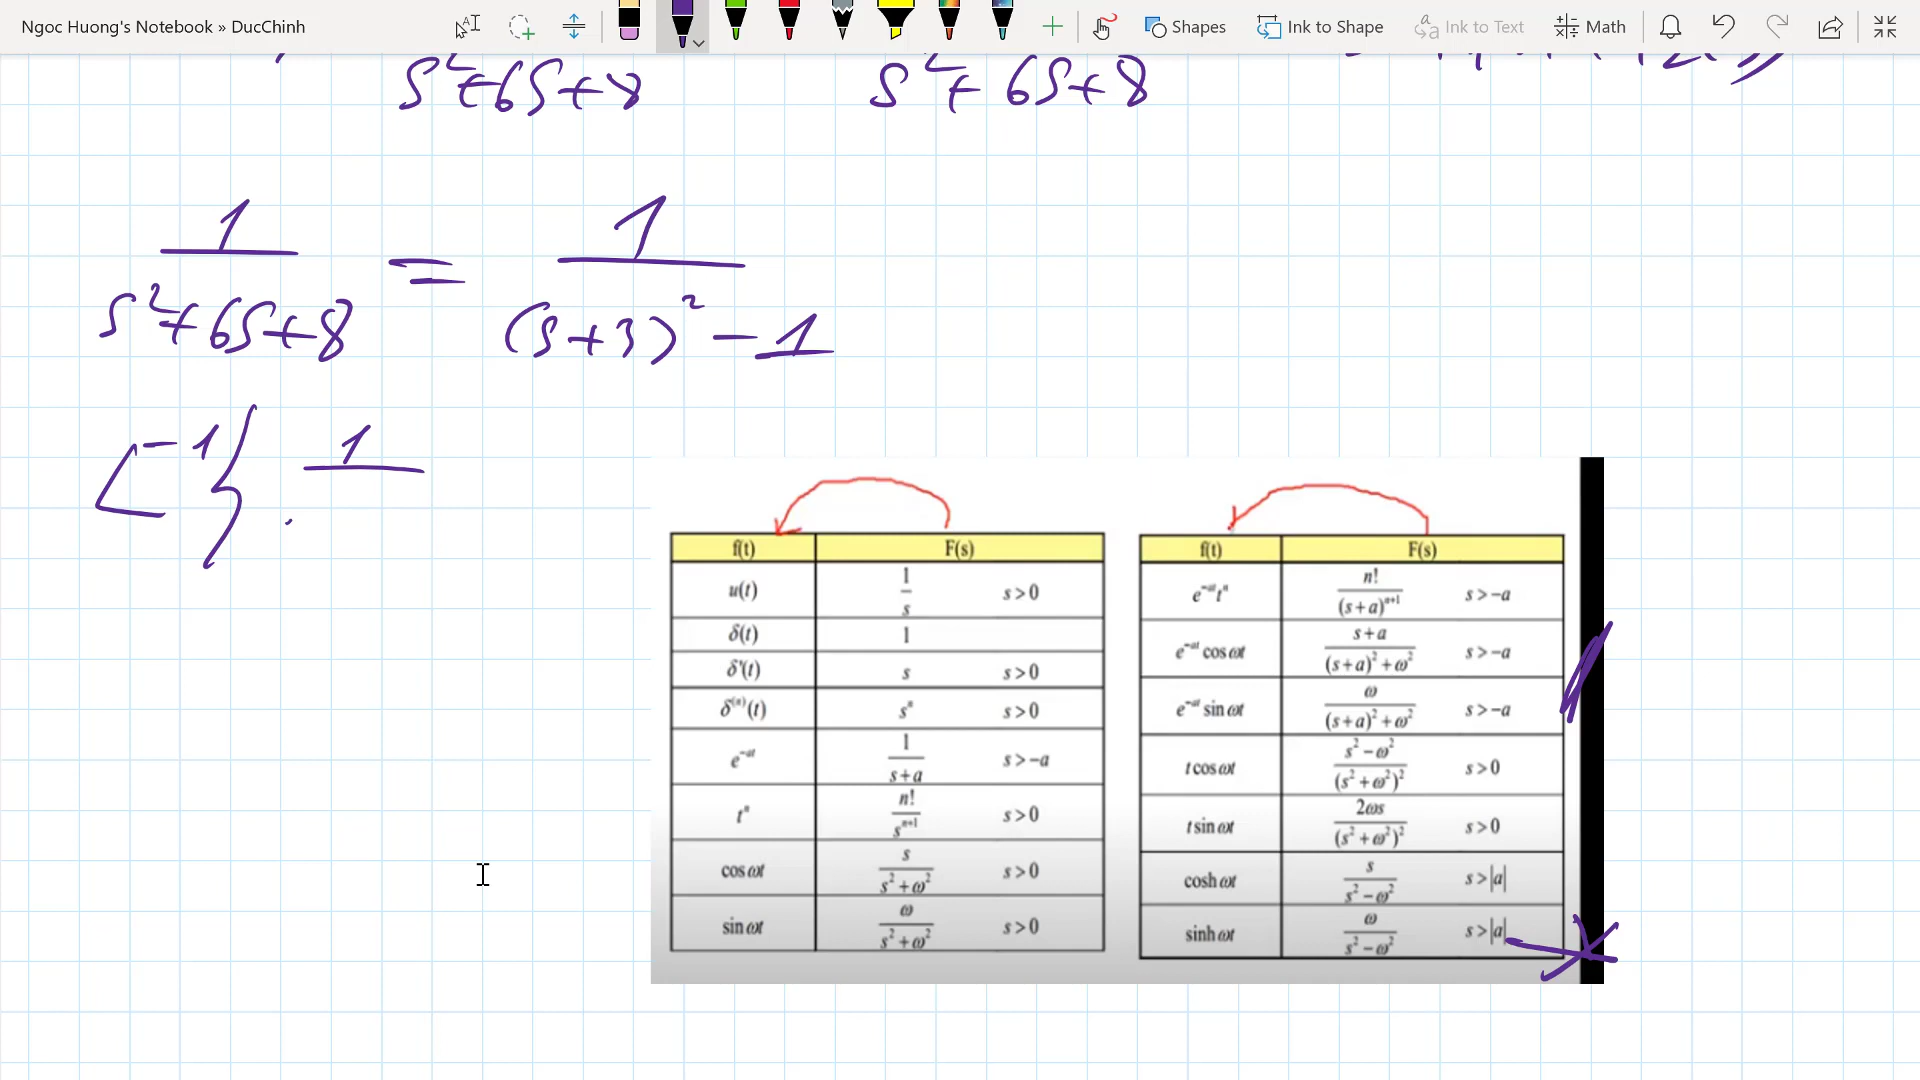 Ngoc Huong's Notebook » DucChinh
Shapes Ink to Shape Ink to Text Math
s²+6s+8 s²+6s+8
1/(s²+6s+8) = 1/((s+3)²-1)
L⁻¹{ 1
f(t) F(s)
u(t) 1/s s>0
δ(t) 1
δ'(t) s s>0
δ⁽ⁿ⁾(t) sⁿ s>0
e^(-at) 1/(s+a) s>-a
tⁿ n!/s^(n+1) s>0
cos ωt s/(s²+ω²) s>0
sin ωt ω/(s²+ω²) s>0
f(t) F(s)
e^(-at)tⁿ n!/(s+a)^(n+1) s>-a
e^(-at) cos ωt (s+a)/((s+a)²+ω²) s>-a
e^(-at) sin ωt ω/((s+a)²+ω²) s>-a
t cos ωt (s²-ω²)/(s²+ω²)² s>0
t sin ωt 2ωs/(s²+ω²)² s>0
cosh ωt s/(s²-ω²) s>|a|
sinh ωt ω/(s²-ω²) s>|a|